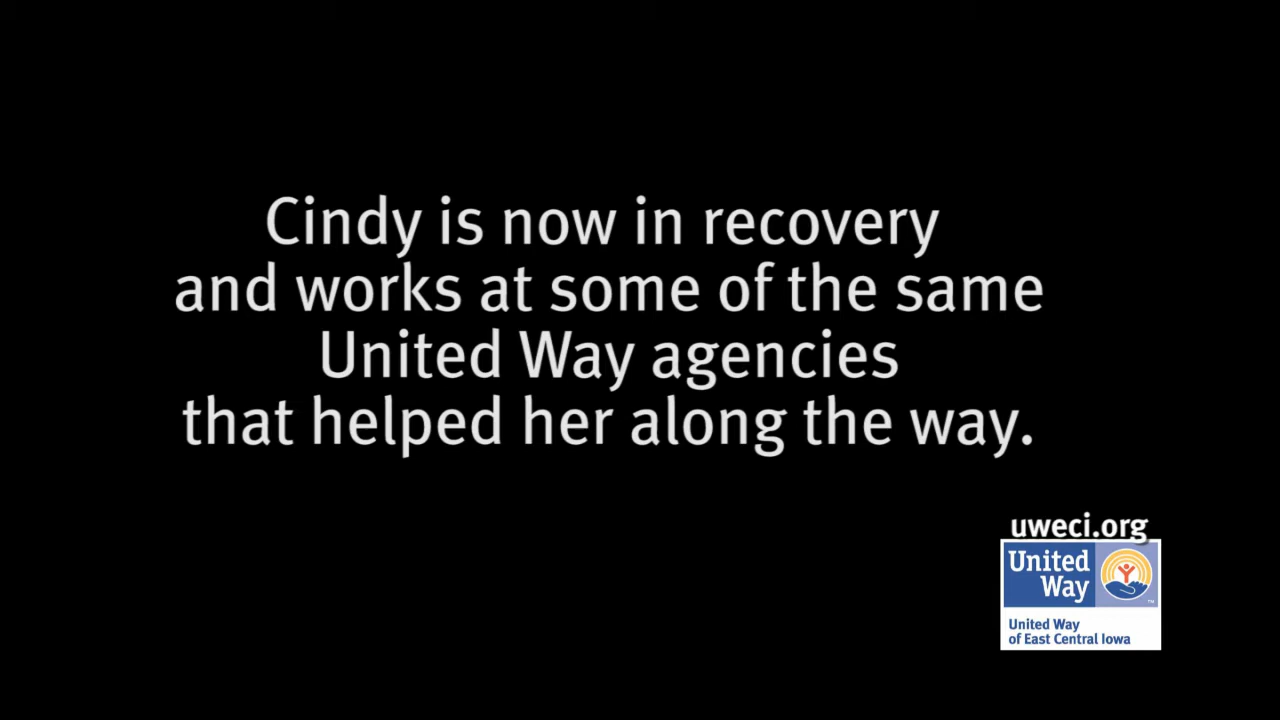 Cindy is now in recovery
and works at some of the same
United Way agencies
that helped her along the way.
uweci.org
United
Way
TM
United Way
of East Central Iowa